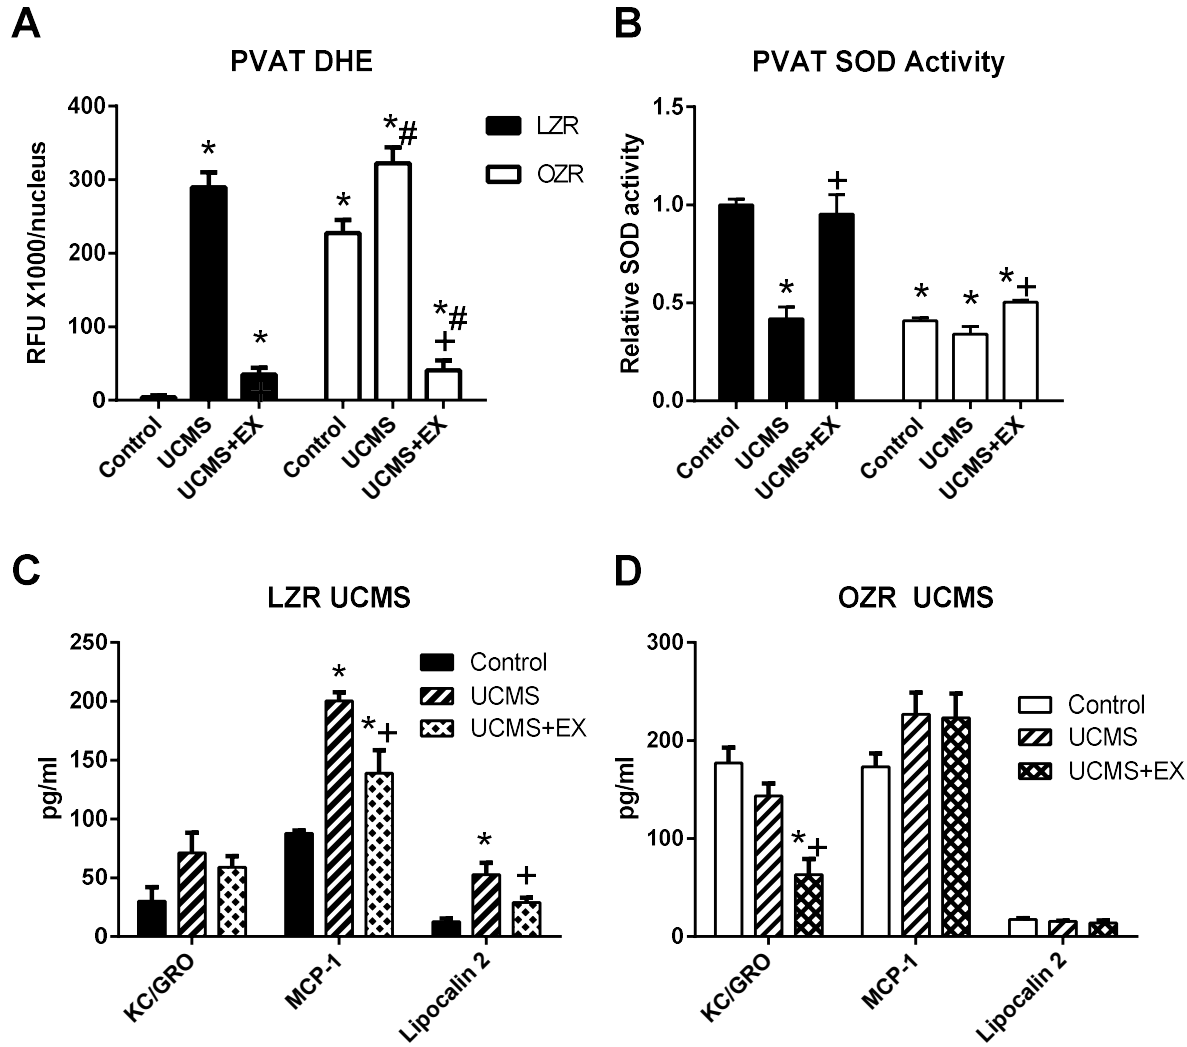 A
PVAT DHE
400
300
200
100
0
RFU X1000/nucleus
*
*
+
*
*#
*#
+
LZR
OZR
Control
UCMS
UCMS+EX
Control
UCMS
UCMS+EX
B
PVAT SOD Activity
1.5
1.0
0.5
0.0
Relative SOD activity
*
+
*
*
*+
Control
UCMS
UCMS+EX
Control
UCMS
UCMS+EX
C
LZR UCMS
250
200
150
100
50
0
pg/ml
*
*+
*
+
Control
UCMS
UCMS+EX
KC/GRO
MCP-1
Lipocalin 2
D
OZR  UCMS
300
200
100
0
pg/ml
*+
Control
UCMS
UCMS+EX
KC/GRO
MCP-1
Lipocalin 2